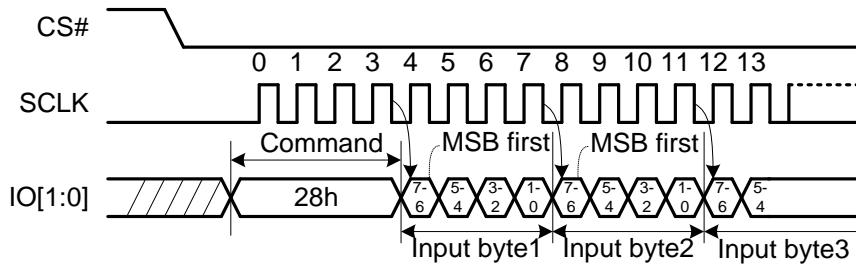 CS#
0 1 2 3 4 5 6 7 8 9 10 11 12 13
SCLK
Command MSB first MSB first
IO[1:0] 28h 7-6 5-4 3-2 1-0 7-6 5-4 3-2 1-0 7-6 5-4
Input byte1 Input byte2 Input byte3